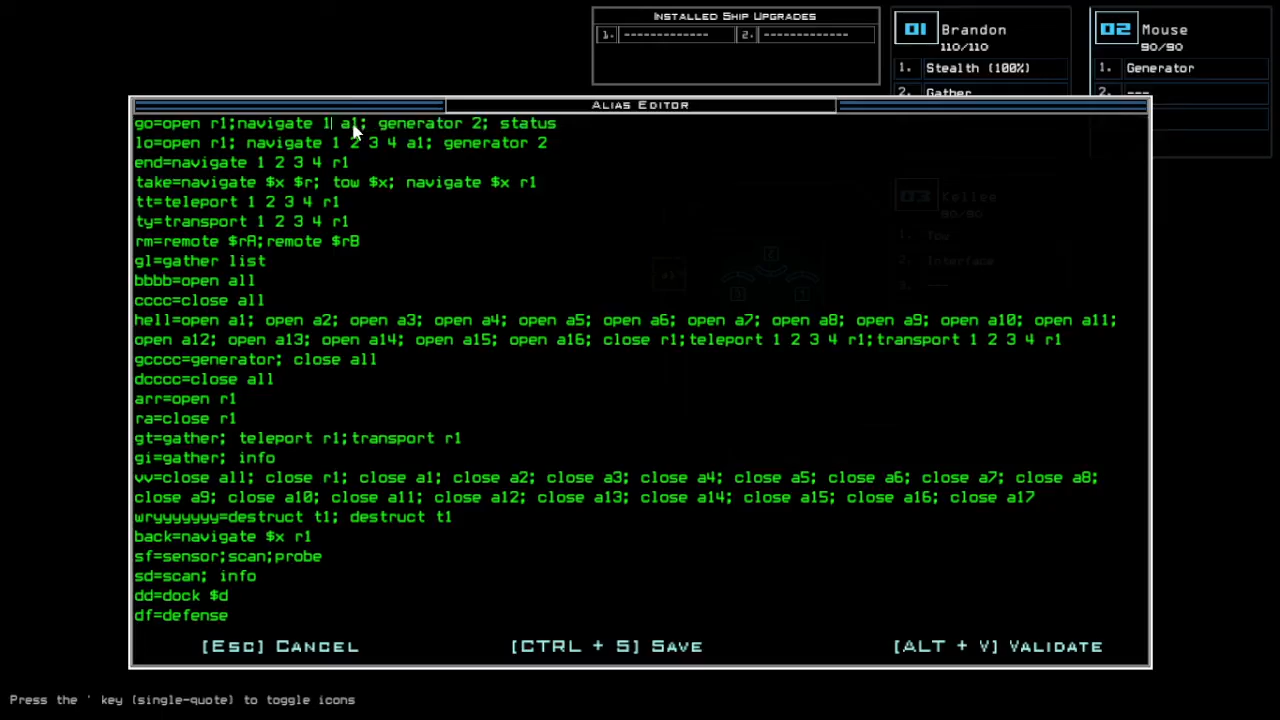 Installed Ship Upgrades
1. ------------- 2. -------------
01 Brandon
110/110
1. Stealth (100%)
2. Gather
02 Mouse
90/90
1. Generator
2. ---
Alias Editor
go=open r1;navigate 1 a1; generator 2; status
lo=open r1; navigate 1 2 3 4 a1; generator 2
end=navigate 1 2 3 4 r1
take=navigate $x $r; tow $x; navigate $x r1
tt=teleport 1 2 3 4 r1
ty=transport 1 2 3 4 r1
rm=remote $rA;remote $rB
gl=gather list
bbbb=open all
cccc=close all
hell=open a1; open a2; open a3; open a4; open a5; open a6; open a7; open a8; open a9; open a10; open a11;
open a12; open a13; open a14; open a15; open a16; close r1;teleport 1 2 3 4 r1;transport 1 2 3 4 r1
gcccc=generator; close all
dcccc=close all
arr=open r1
ra=close r1
gt=gather; teleport r1;transport r1
gi=gather; info
vv=close all; close r1; close a1; close a2; close a3; close a4; close a5; close a6; close a7; close a8;
close a9; close a10; close a11; close a12; close a13; close a14; close a15; close a16; close a17
wryyyyyyy=destruct t1; destruct t1
back=navigate $x r1
sf=sensor;scan;probe
sd=scan; info
dd=dock $d
df=defense
03 Kellee
80/80
1. Tow
2. Interface
3. ---
[Esc] Cancel [CTRL + S] Save [ALT + V] Validate
Press the ' key (single-quote) to toggle icons